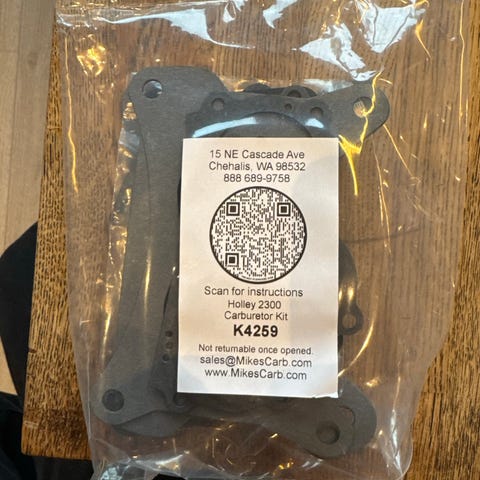 15 NE Cascade Ave
Chehalis, WA 98532
888 689-9758
Scan for instructions
Holley 2300
Carburetor Kit
K4259
Not returnable once opened.
sales@MikesCarb.com
www.MikesCarb.com